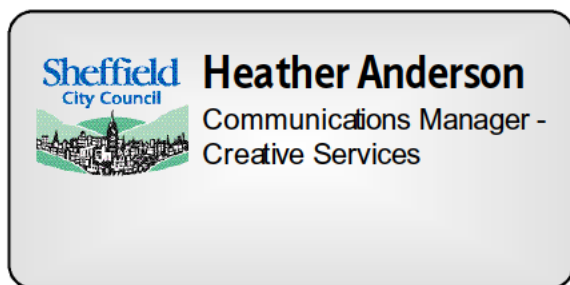 Sheffield
City Council
Heather Anderson
Communications Manager -
Creative Services